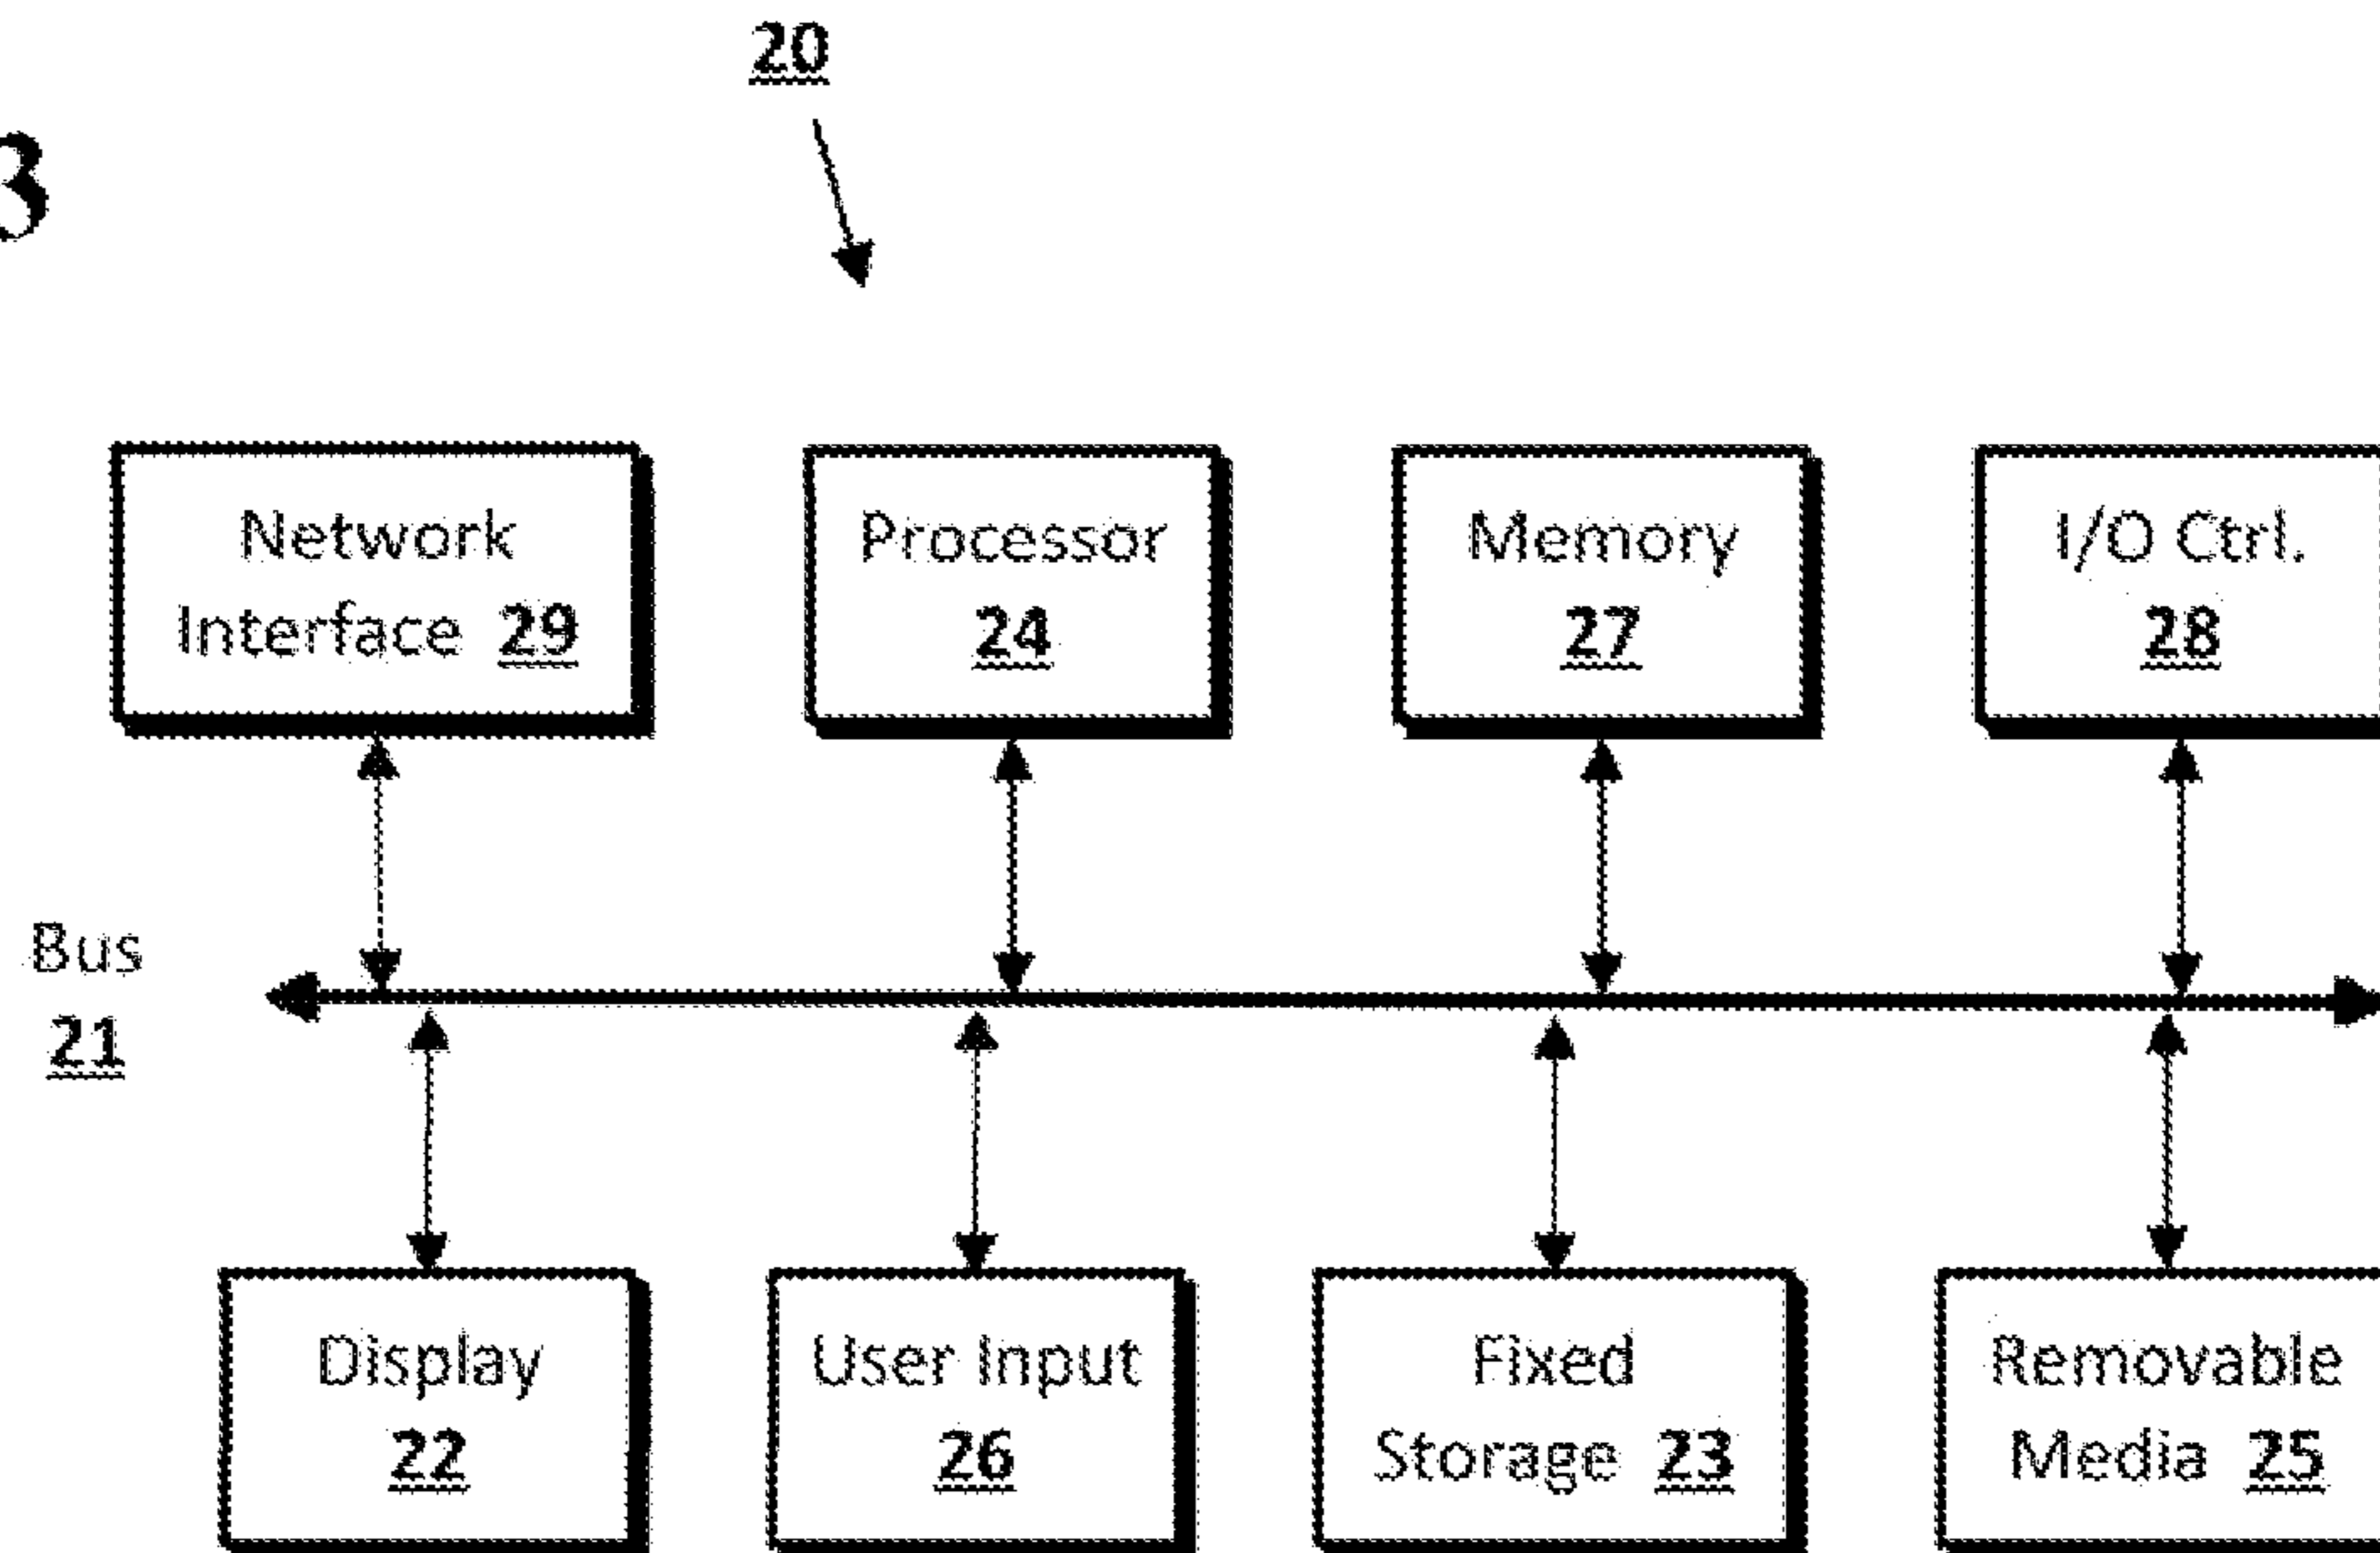 20
3
Network
Interface 29
Processor
24
Memory
27
I/O Ctrl.
28
Bus
21
Display
22
User Input
26
Fixed
Storage 23
Removable
Media 25